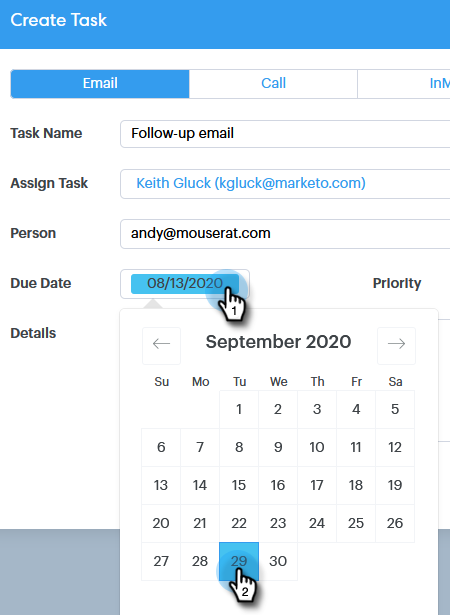 Create Task
Email Call InM
Task Name Follow-up email
Assign Task Keith Gluck (kgluck@marketo.com)
Person andy@mouserat.com
Due Date 08/13/2020 Priority
1
Details
September 2020
Su Mo Tu We Th Fr Sa
1 2 3 4 5
6 7 8 9 10 11 12
13 14 15 16 17 18 19
20 21 22 23 24 25 26
27 28 29 30
2